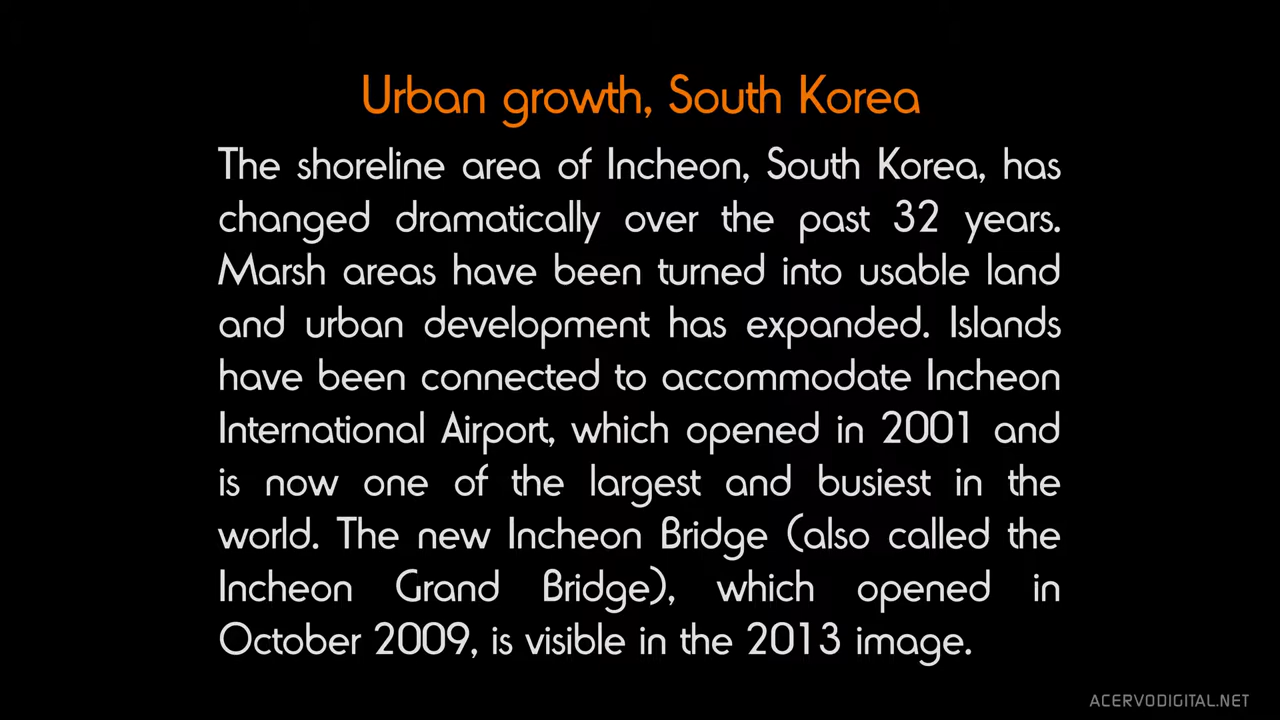 Urban growth, South Korea
The shoreline area of Incheon, South Korea, has
changed dramatically over the past 32 years.
Marsh areas have been turned into usable land
and urban development has expanded. Islands
have been connected to accommodate Incheon
International Airport, which opened in 2001 and
is now one of the largest and busiest in the
world. The new Incheon Bridge (also called the
Incheon Grand Bridge), which opened in
October 2009, is visible in the 2013 image.
ACERVODIGITAL.NET